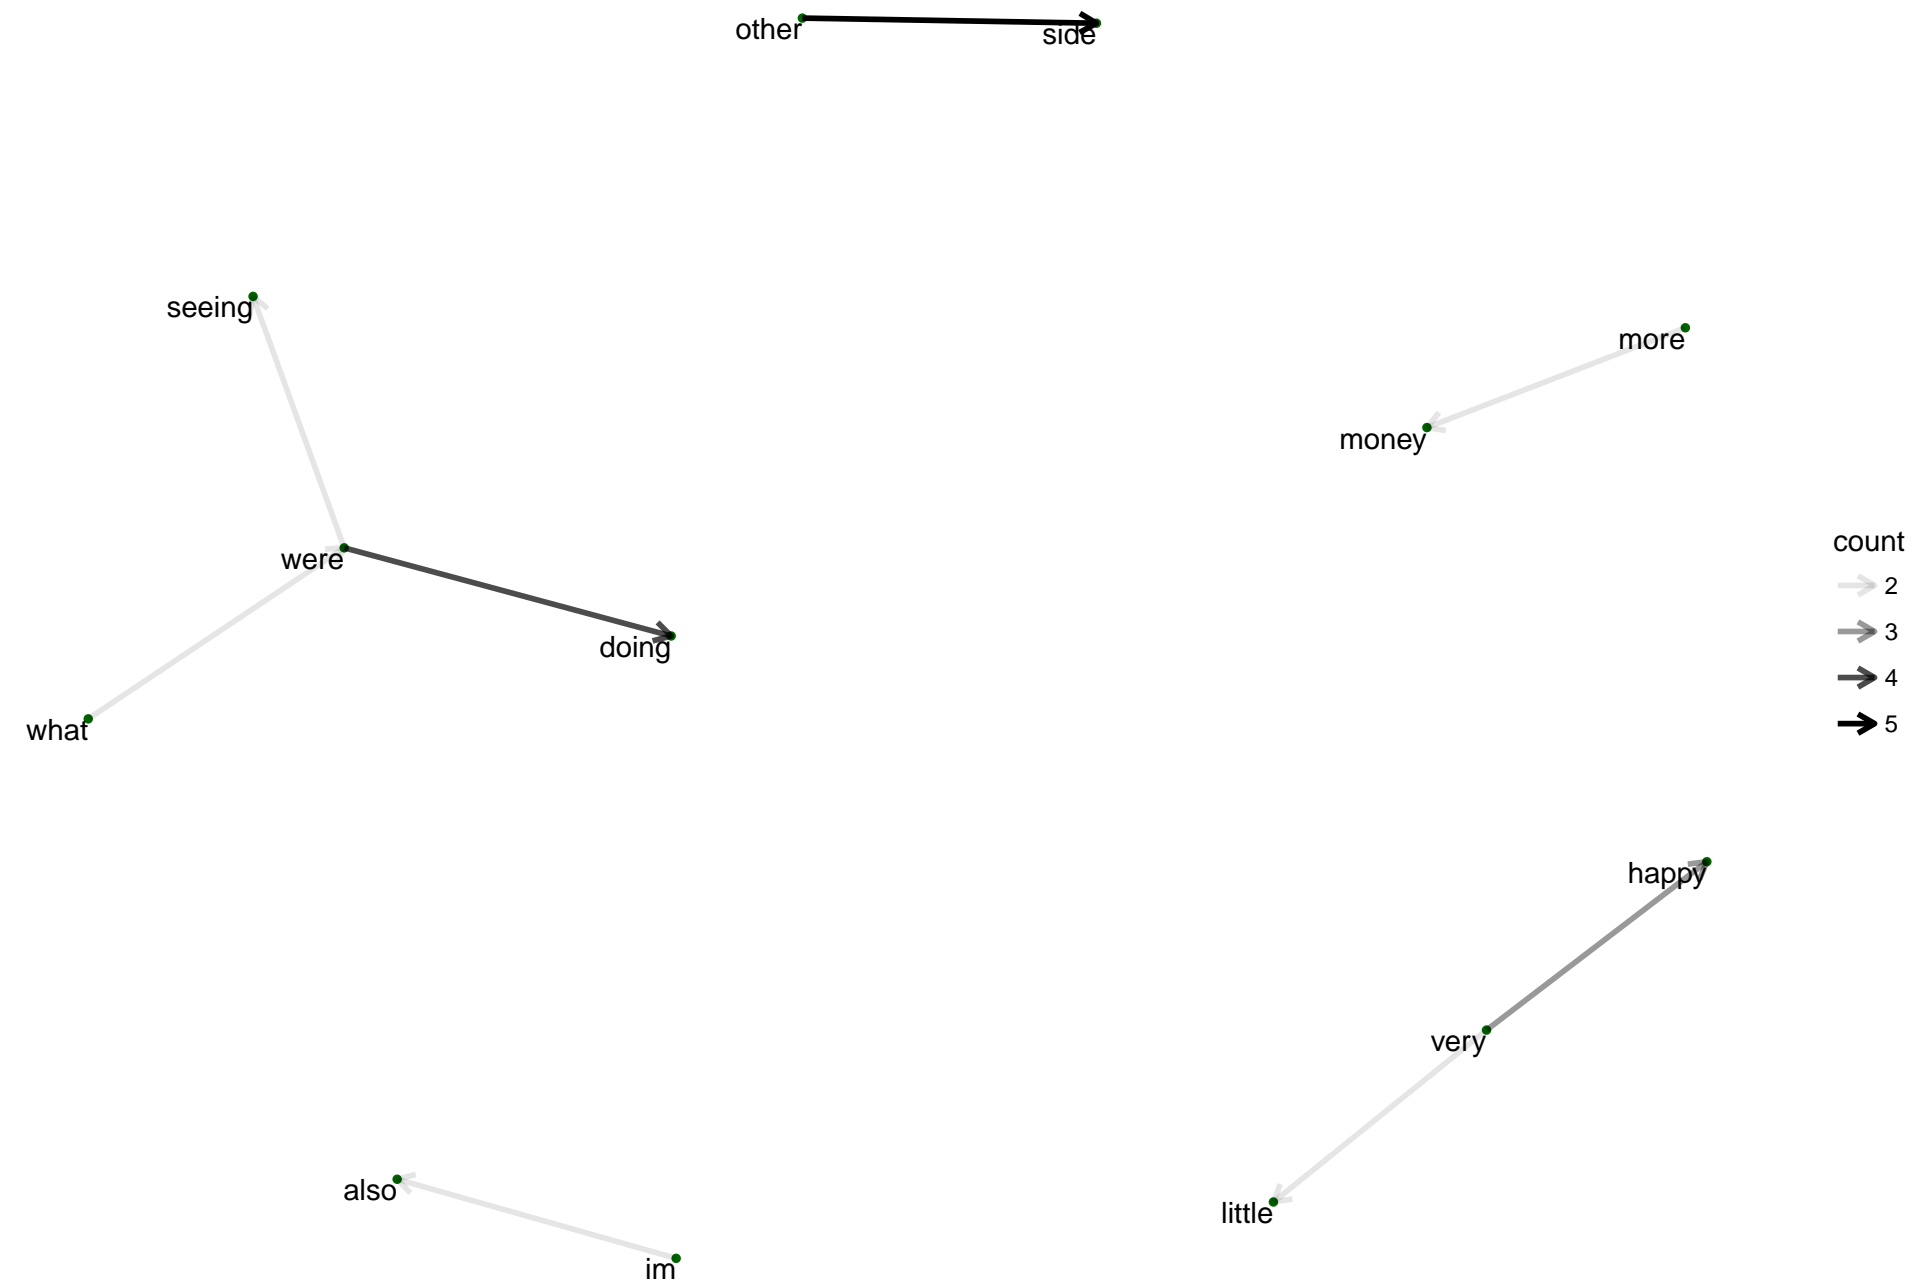 other
side
seeing
more
money
were
doing
what
count
2
3
4
5
happy
very
also
little
im